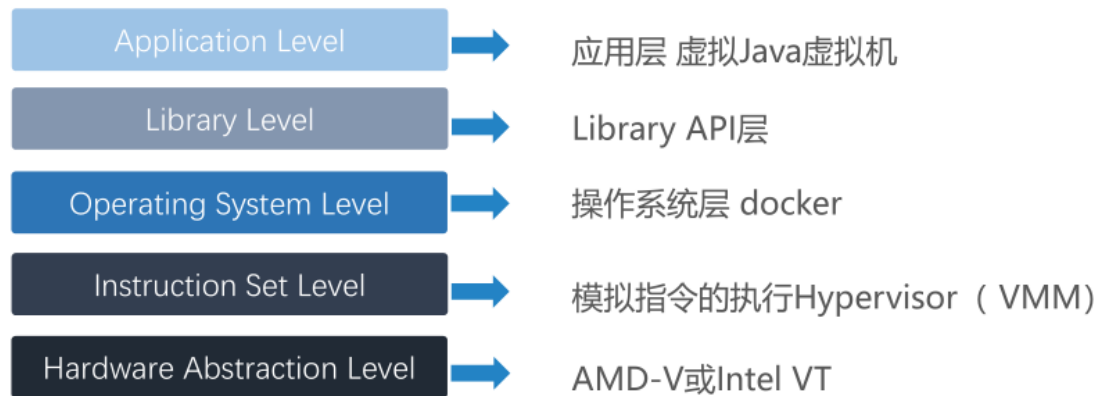 Application Level
应用层 虚拟Java虚拟机
Library Level
Library API层
Operating System Level
操作系统层 docker
Instruction Set Level
模拟指令的执行Hypervisor（ VMM）
Hardware Abstraction Level
AMD-V或Intel VT